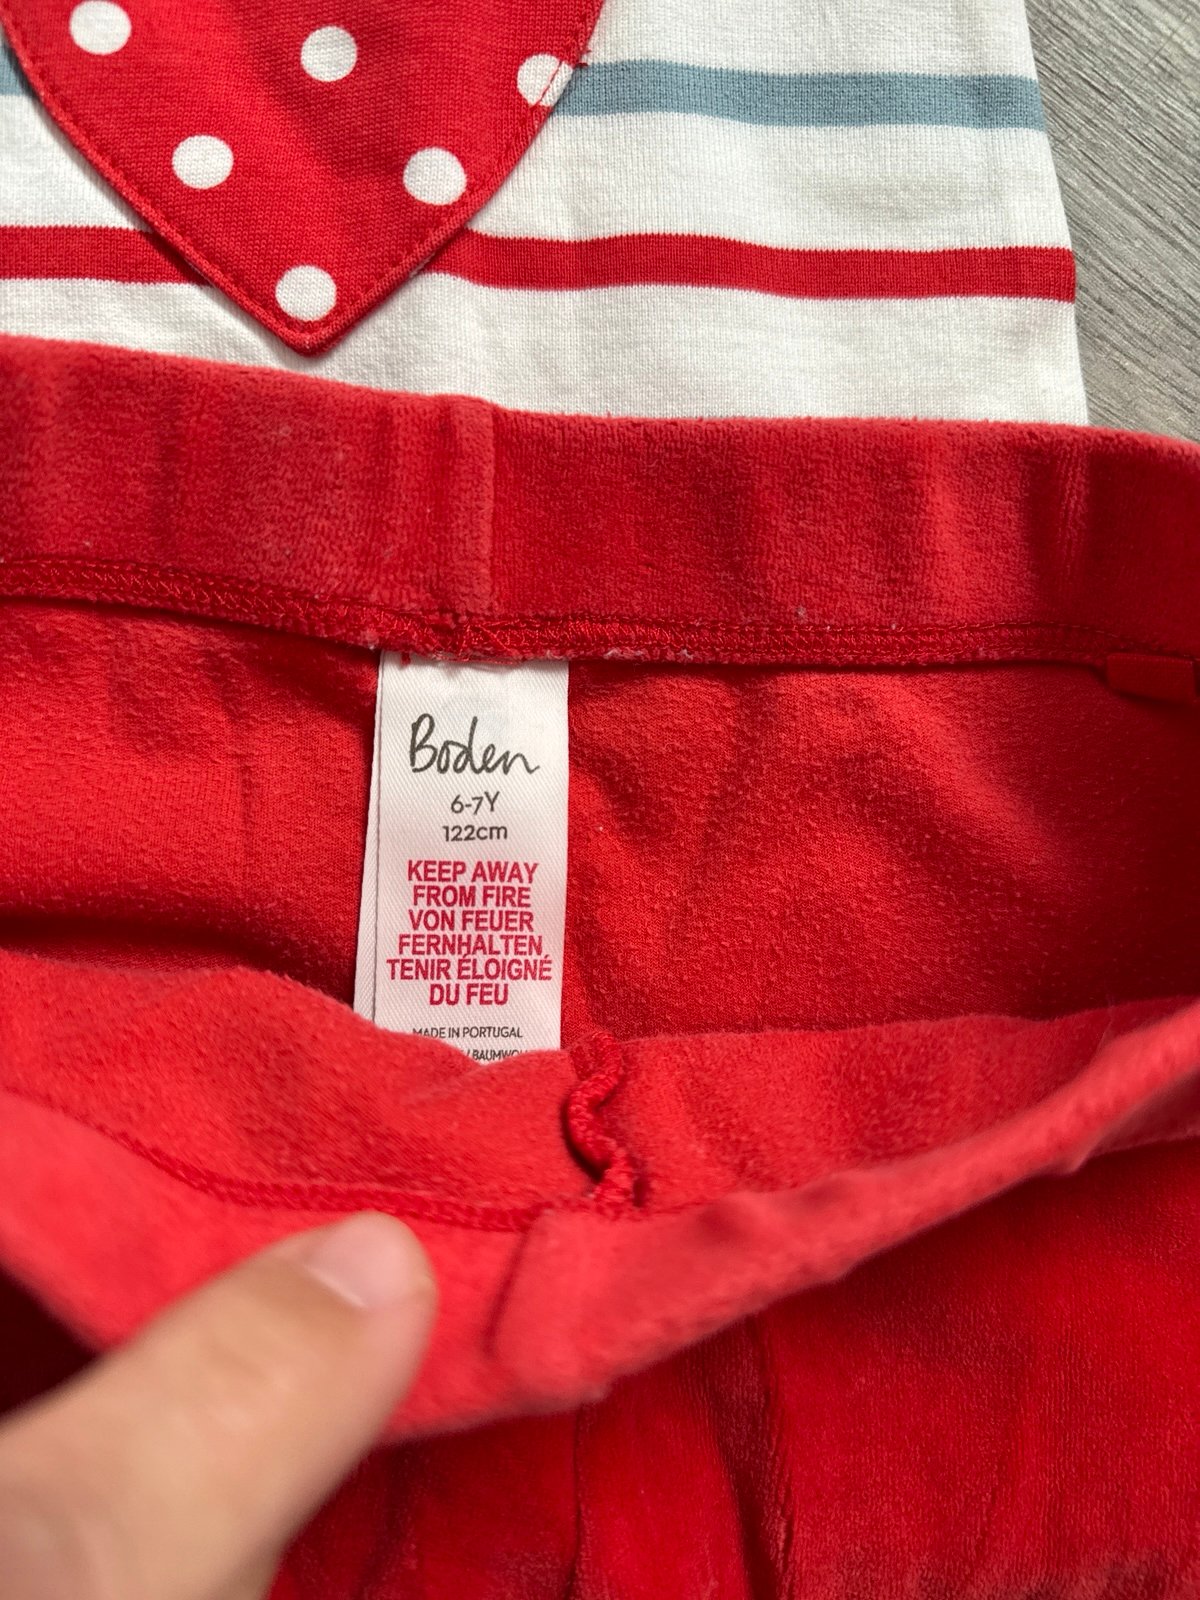 Boden
6-7Y
122cm
KEEP AWAY
FROM FIRE
VON FEUER
FERNHALTEN
TENIR ÉLOIGNÉ
DU FEU
MADE IN PORTUGAL